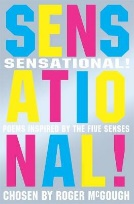 SENS
SENSATIONAL!
ATIO
POEMS INSPIRED BY THE FIVE SENSES
NAL!
CHOSEN BY ROGER McGOUGH